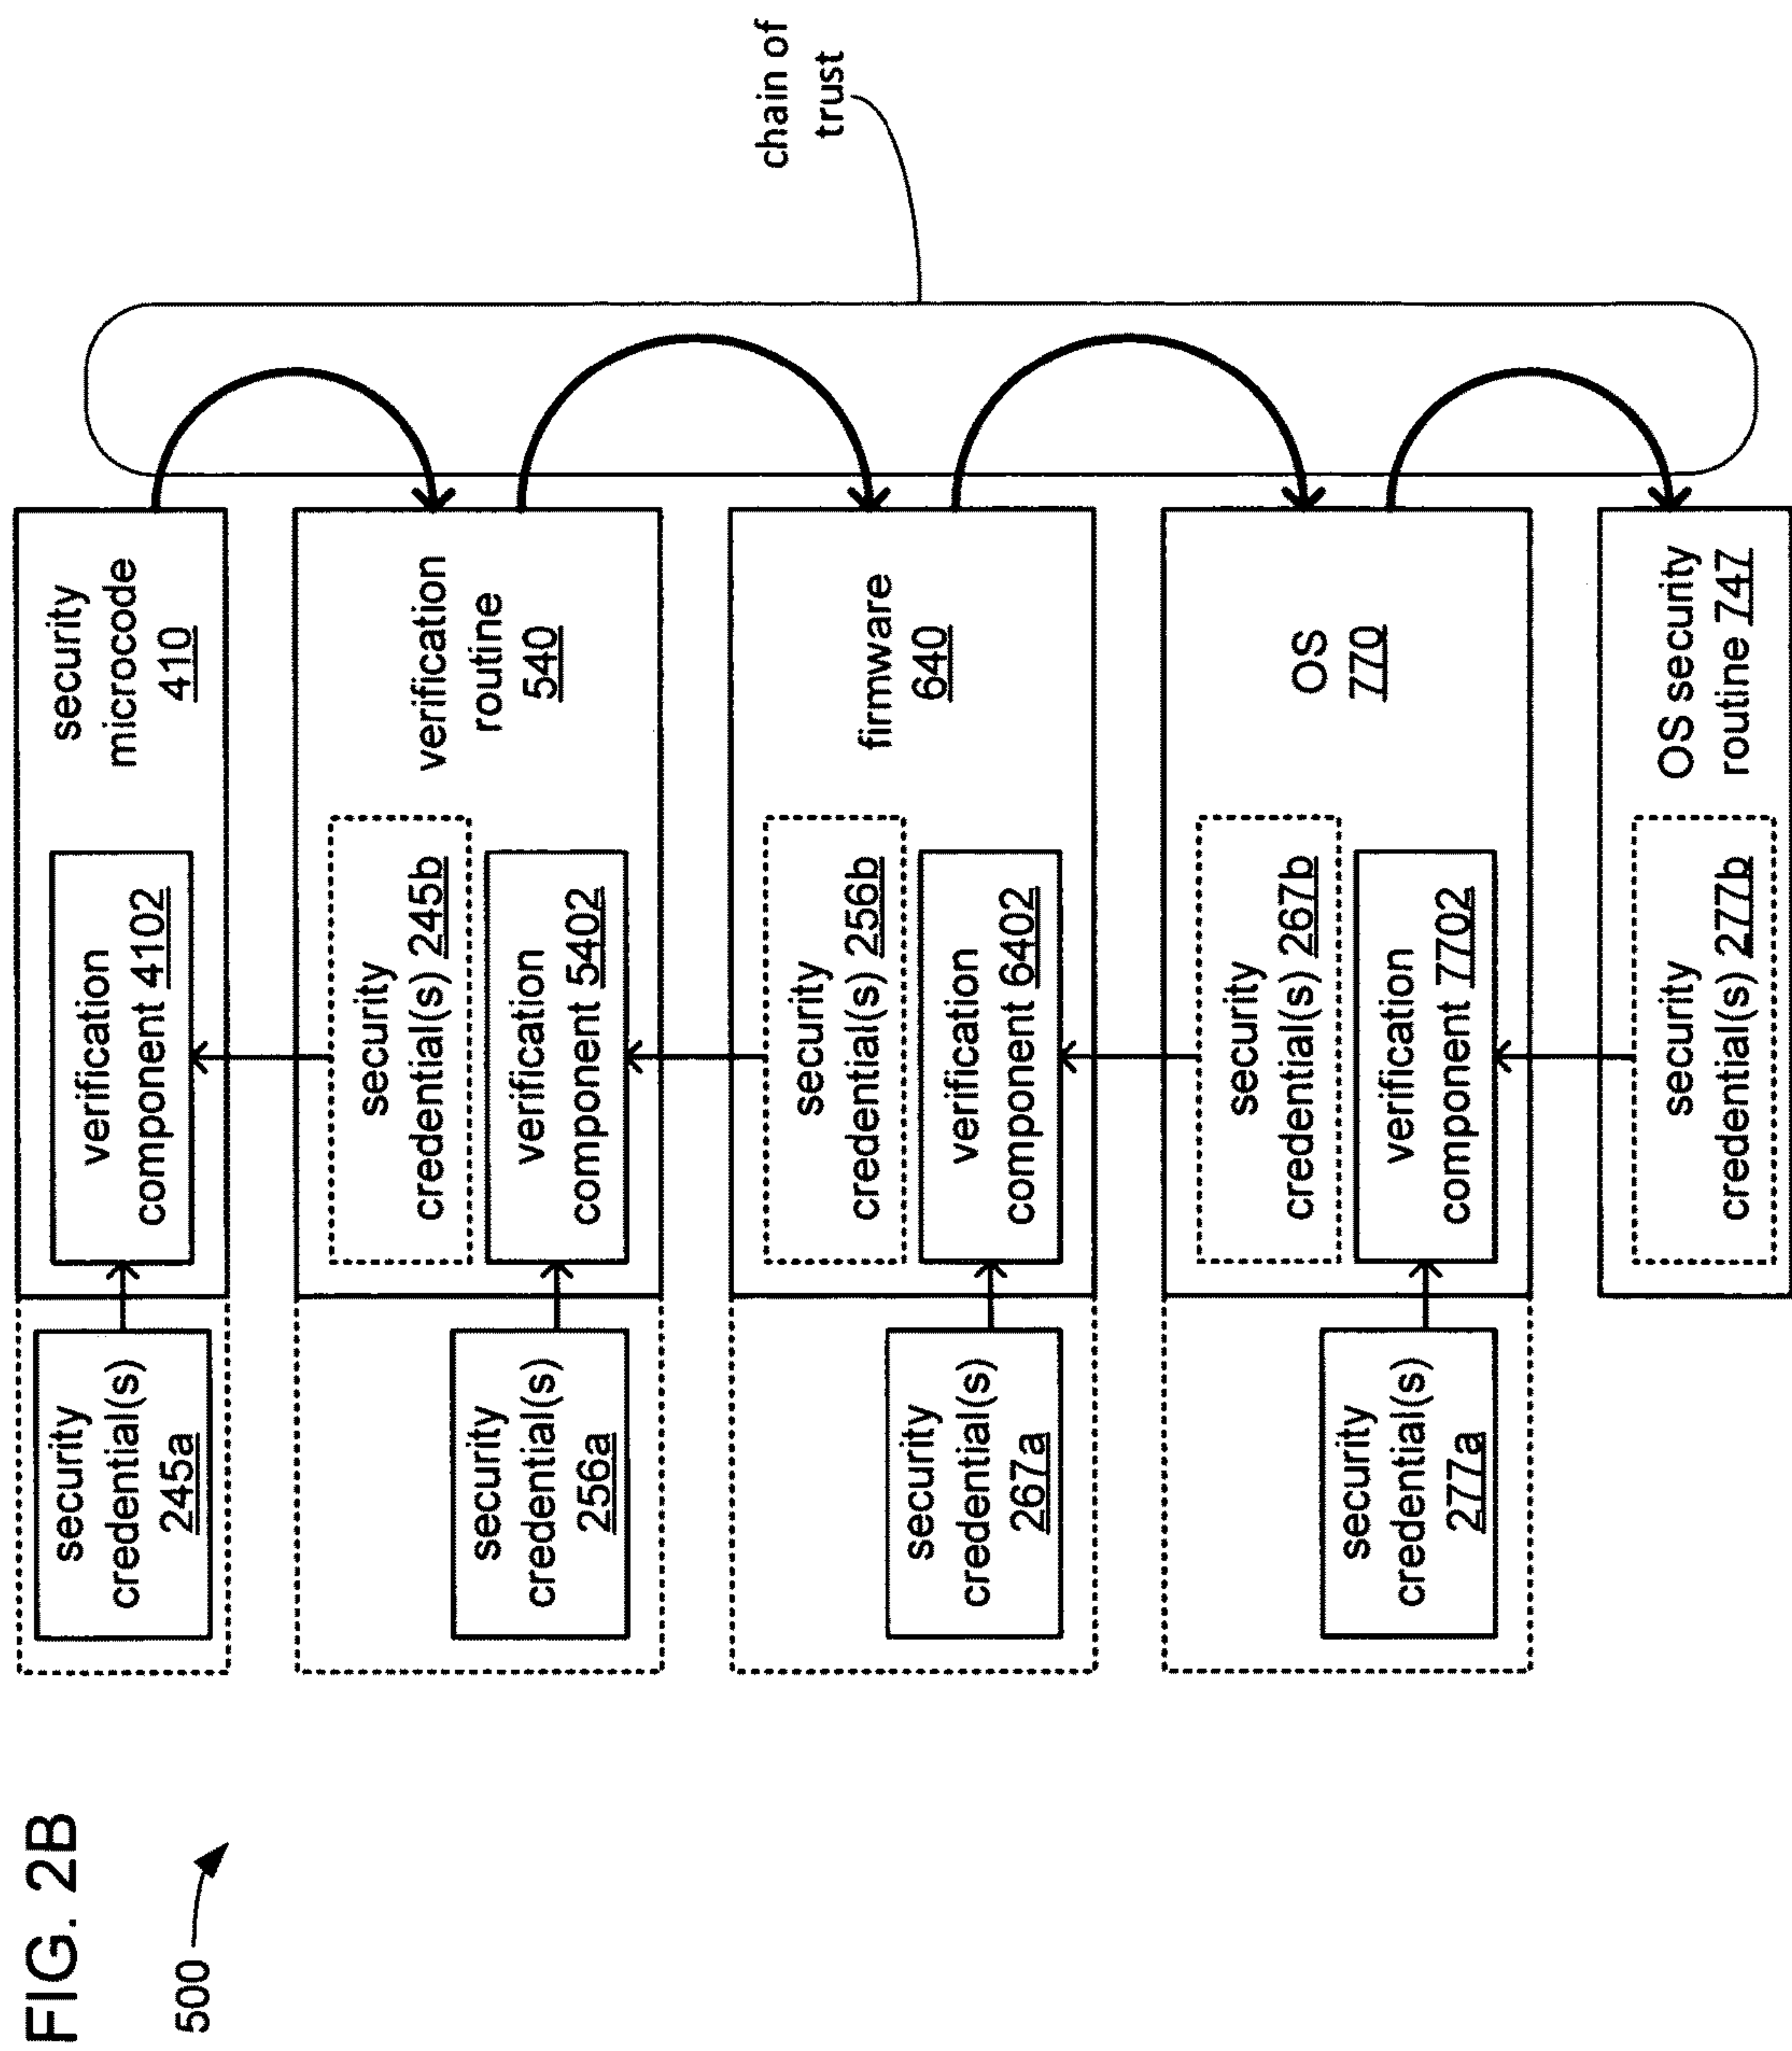 FIG. 2B
500
security
credential(s)
245a
verification
component 4102
security
microcode
410
security
credential(s)
256a
security
credential(s) 245b
verification
component 5402
verification
routine
540
security
credential(s)
267a
security
credential(s) 256b
verification
component 6402
firmware
640
security
credential(s)
277a
security
credential(s) 267b
verification
component 7702
OS
770
security
credential(s) 277b
OS security
routine 747
chain of
trust